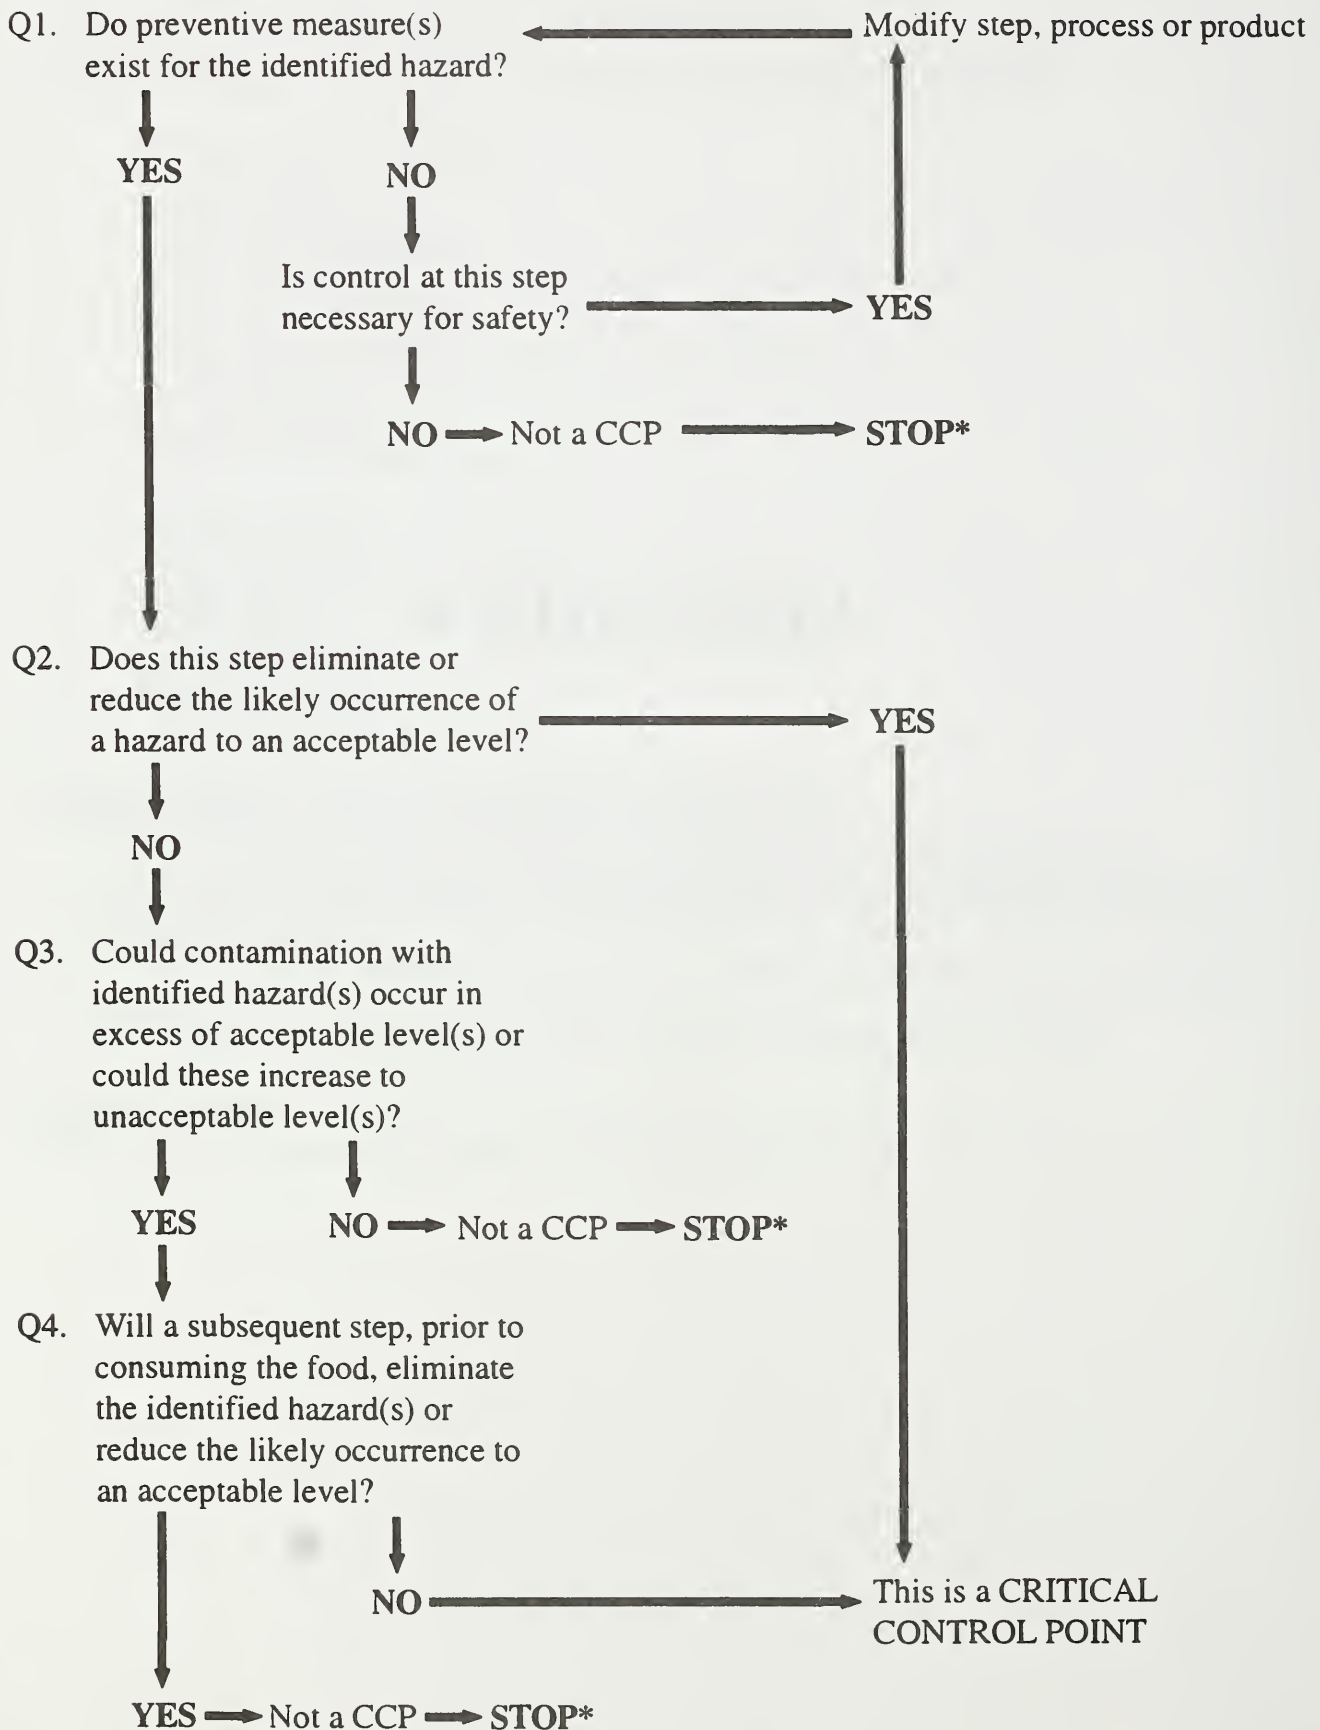 Q1. Do preventive measure(s)
exist for the identified hazard?
Modify step, process or product
YES
NO
Is control at this step
necessary for safety?
YES
NO
Not a CCP
STOP*
Q2. Does this step eliminate or
reduce the likely occurrence of
a hazard to an acceptable level?
YES
NO
Q3. Could contamination with
identified hazard(s) occur in
excess of acceptable level(s) or
could these increase to
unacceptable level(s)?
YES
NO
Not a CCP
STOP*
Q4. Will a subsequent step, prior to
consuming the food, eliminate
the identified hazard(s) or
reduce the likely occurrence to
an acceptable level?
NO
This is a CRITICAL
CONTROL POINT
YES
Not a CCP
STOP*